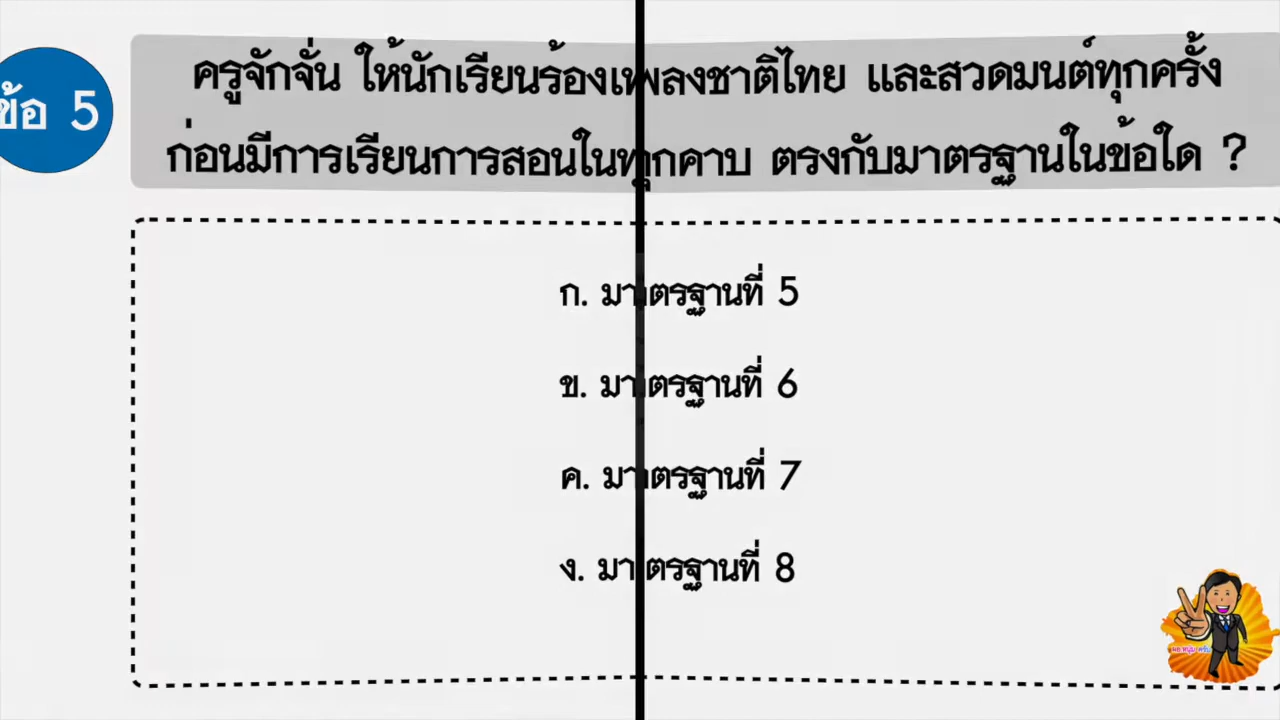 ข้อ 5
ครูจักจั่น ให้นักเรียนร้องเพลงชาติไทย และสวดมนต์ทุกครั้ง
ก่อนมีการเรียนการสอนในทุกคาบ ตรงกับมาตรฐานในข้อใด ?
ก. มาตรฐานที่ 5
ข. มาตรฐานที่ 6
ค. มาตรฐานที่ 7
ง. มาตรฐานที่ 8